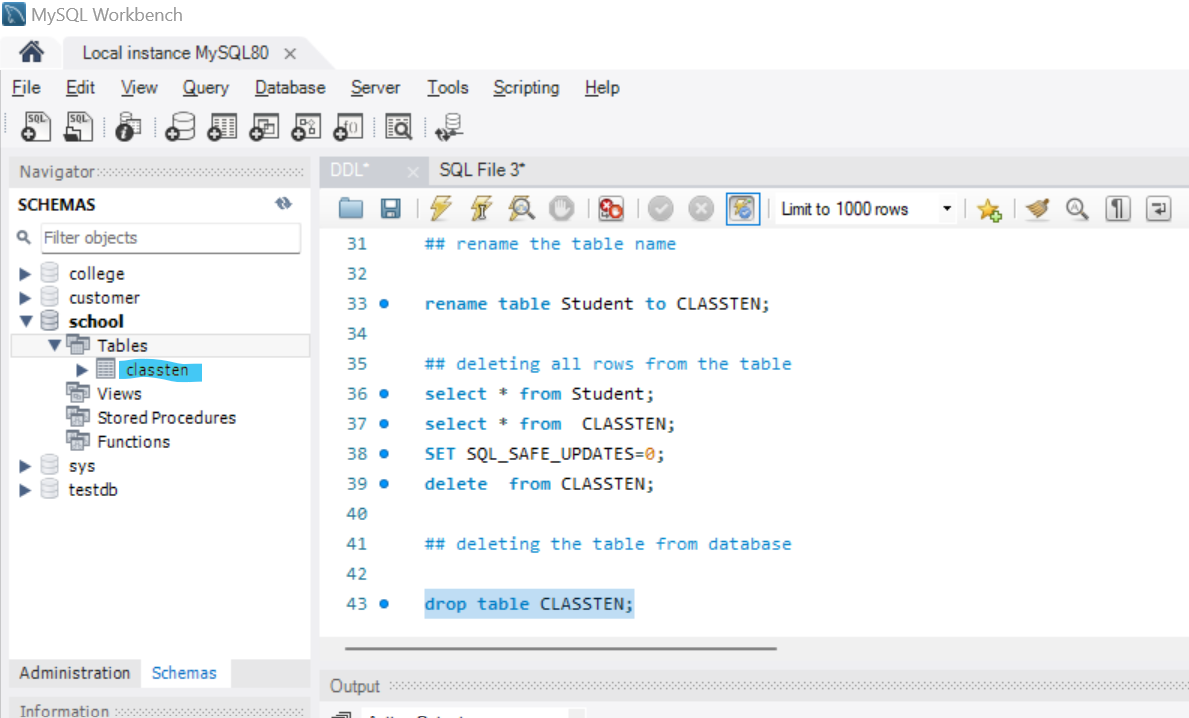 MySQL Workbench
Local instance MySQL80
File Edit View Query Database Server Tools Scripting Help
SQL SQL
Navigator
DDL* SQL File 3*
SCHEMAS
Limit to 1000 rows
Filter objects
college
customer
school
Tables
classten
Views
Stored Procedures
Functions
sys
testdb
31 ## rename the table name
32
33 rename table Student to CLASSTEN;
34
35 ## deleting all rows from the table
36 select * from Student;
37 select * from  CLASSTEN;
38 SET SQL_SAFE_UPDATES=0;
39 delete  from CLASSTEN;
40
41 ## deleting the table from database
42
43 drop table CLASSTEN;
Administration Schemas
Information
Output